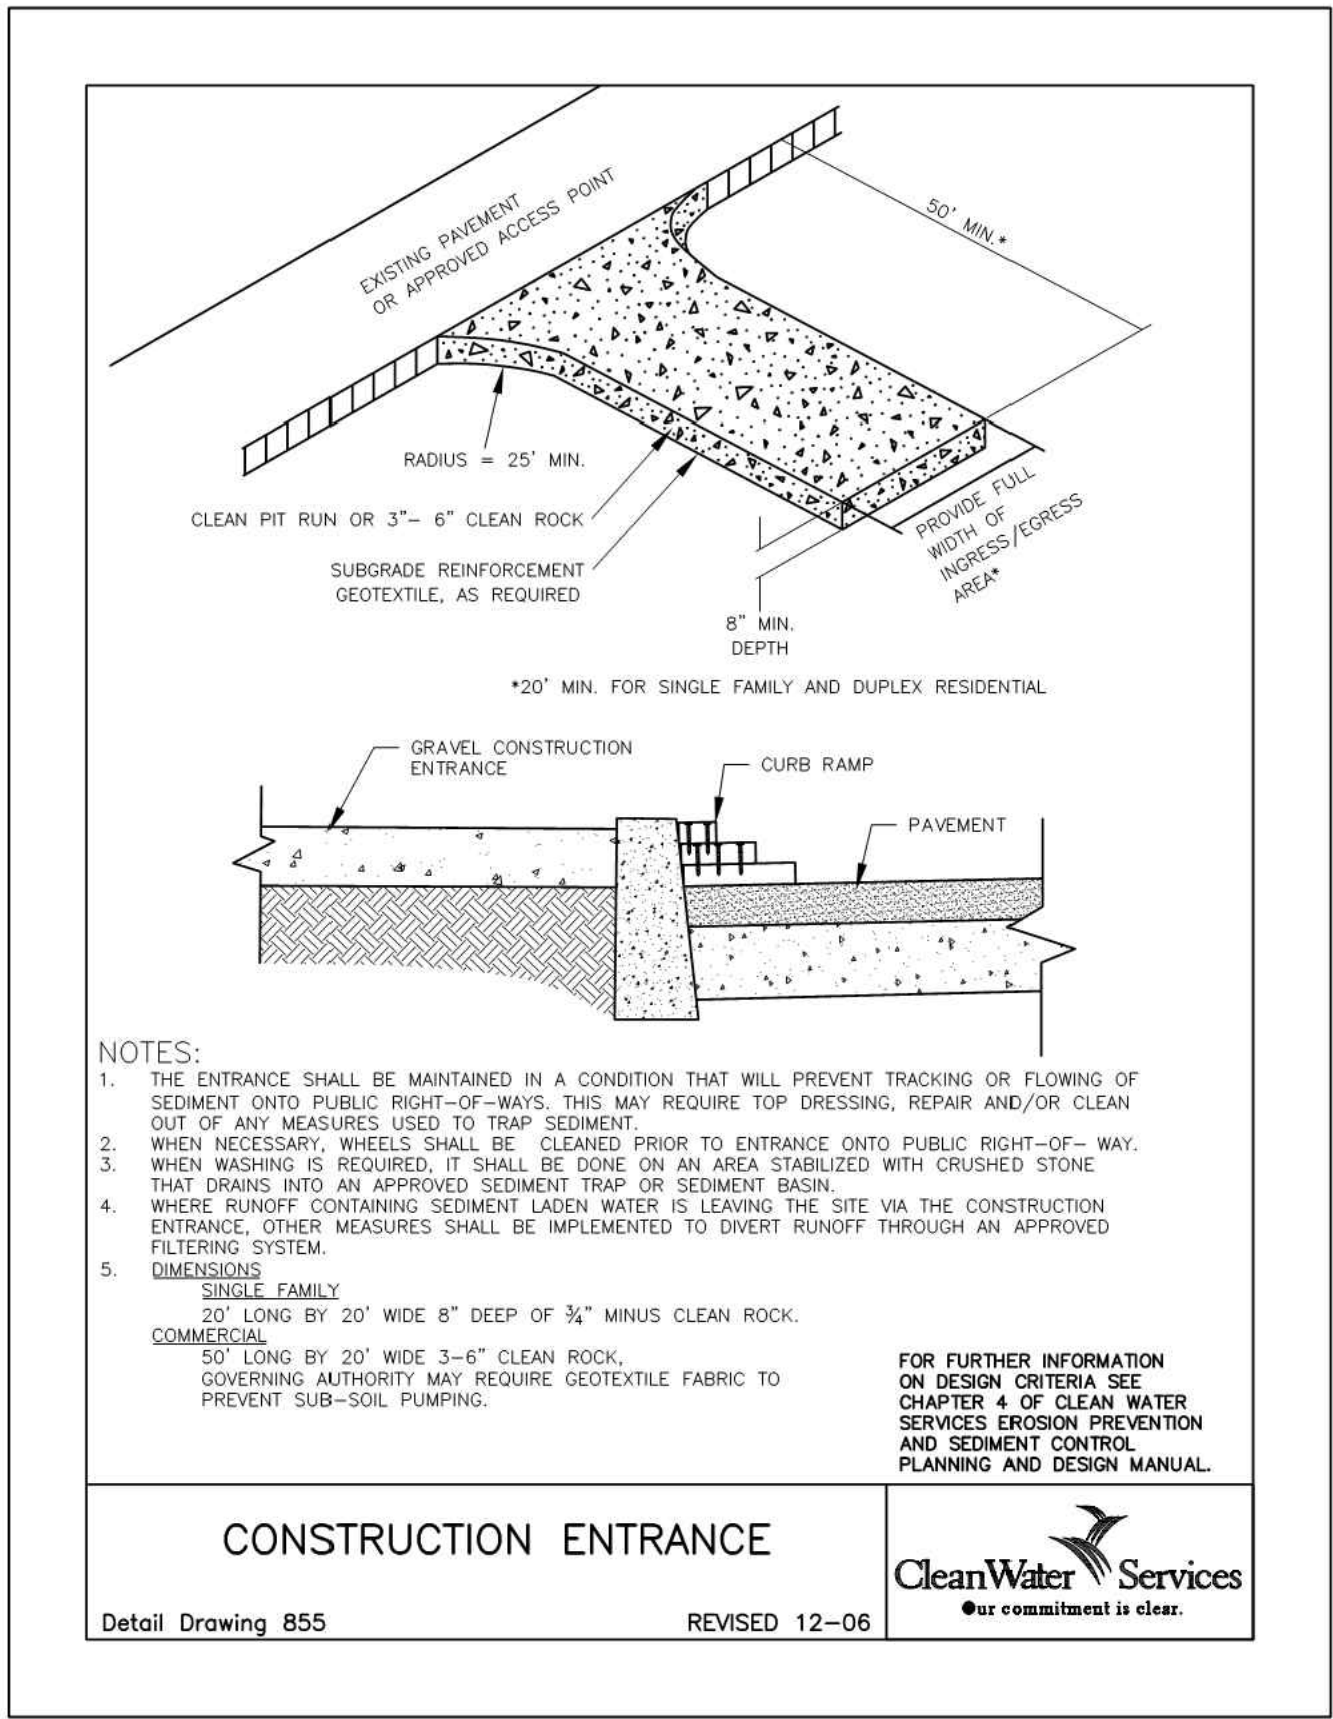 EXISTING PAVEMENT
OR APPROVED ACCESS POINT
50' MIN.*
RADIUS = 25' MIN.
CLEAN PIT RUN OR 3"- 6" CLEAN ROCK
SUBGRADE REINFORCEMENT
GEOTEXTILE, AS REQUIRED
PROVIDE FULL
WIDTH OF
INGRESS/EGRESS
AREA*
8" MIN.
DEPTH
*20' MIN. FOR SINGLE FAMILY AND DUPLEX RESIDENTIAL
GRAVEL CONSTRUCTION
ENTRANCE
CURB RAMP
PAVEMENT
NOTES:
1. THE ENTRANCE SHALL BE MAINTAINED IN A CONDITION THAT WILL PREVENT TRACKING OR FLOWING OF
SEDIMENT ONTO PUBLIC RIGHT-OF-WAYS. THIS MAY REQUIRE TOP DRESSING, REPAIR AND/OR CLEAN
OUT OF ANY MEASURES USED TO TRAP SEDIMENT.
2. WHEN NECESSARY, WHEELS SHALL BE CLEANED PRIOR TO ENTRANCE ONTO PUBLIC RIGHT-OF- WAY.
3. WHEN WASHING IS REQUIRED, IT SHALL BE DONE ON AN AREA STABILIZED WITH CRUSHED STONE
THAT DRAINS INTO AN APPROVED SEDIMENT TRAP OR SEDIMENT BASIN.
4. WHERE RUNOFF CONTAINING SEDIMENT LADEN WATER IS LEAVING THE SITE VIA THE CONSTRUCTION
ENTRANCE, OTHER MEASURES SHALL BE IMPLEMENTED TO DIVERT RUNOFF THROUGH AN APPROVED
FILTERING SYSTEM.
5. DIMENSIONS
SINGLE FAMILY
20' LONG BY 20' WIDE 8" DEEP OF ¾" MINUS CLEAN ROCK.
COMMERCIAL
50' LONG BY 20' WIDE 3-6" CLEAN ROCK,
GOVERNING AUTHORITY MAY REQUIRE GEOTEXTILE FABRIC TO
PREVENT SUB-SOIL PUMPING.
FOR FURTHER INFORMATION
ON DESIGN CRITERIA SEE
CHAPTER 4 OF CLEAN WATER
SERVICES EROSION PREVENTION
AND SEDIMENT CONTROL
PLANNING AND DESIGN MANUAL.
CONSTRUCTION ENTRANCE
Detail Drawing 855
REVISED 12-06
CleanWater Services
Our commitment is clear.